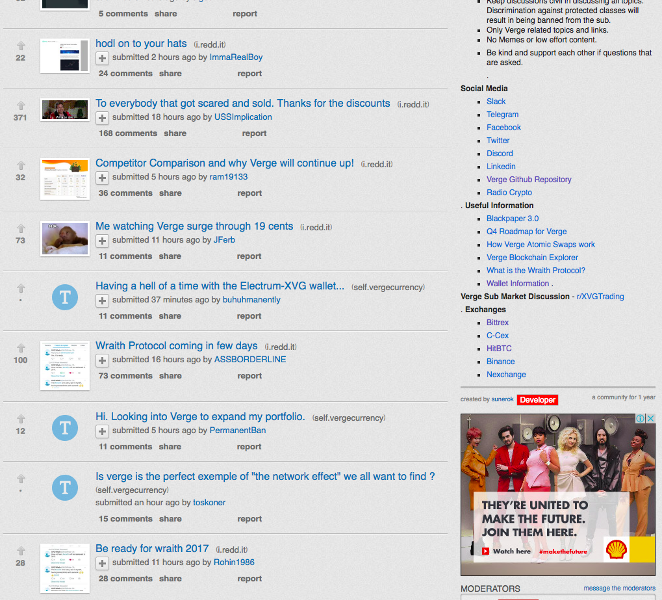 5 comments share report
hodl on to your hats (i.redd.it)
22
submitted 2 hours ago by ImmaRealBoy
24 comments share report
To everybody that got scared and sold. Thanks for the discounts (i.redd.it)
371
submitted 18 hours ago by USSImplication
168 comments share report
Competitor Comparison and why Verge will continue up! (i.redd.it)
32
submitted 5 hours ago by ram19133
36 comments share report
Me watching Verge surge through 19 cents (i.redd.it)
73
submitted 11 hours ago by JFerb
11 comments share report
Having a hell of a time with the Electrum-XVG wallet... (self.vergecurrency)
T
submitted 37 minutes ago by buhuhmanently
11 comments share report
Wraith Protocol coming in few days (i.redd.it)
100
submitted 16 hours ago by ASSBORDERLINE
73 comments share report
Hi. Looking into Verge to expand my portfolio. (self.vergecurrency)
12
T
submitted 5 hours ago by PermanentBan
11 comments share report
Is verge is the perfect exemple of "the network effect" we all want to find ?
(self.vergecurrency)
T
submitted an hour ago by toskoner
15 comments share report
Be ready for wraith 2017 (i.redd.it)
28
submitted 11 hours ago by Rohin1986
28 comments share report
Keep discussions civil in discussing all topics.
Discrimination against protected classes will
result in being banned from the sub.
Only Verge related topics and links.
No Memes or low effort content.
Be kind and support each other if questions that
are asked.
.
Social Media
Slack
Telegram
Facebook
Twitter
Discord
Linkedin
Verge Github Repository
Radio Crypto
. Useful Information
Blackpaper 3.0
Q4 Roadmap for Verge
How Verge Atomic Swaps work
Verge Blockchain Explorer
What is the Wraith Protocol?
Wallet Information .
Verge Sub Market Discussion - r/XVGTrading
. Exchanges
Bittrex
C-Cex
HitBTC
Binance
Nexchange
created by sunerok Developer a community for 1 year
THEY'RE UNITED TO
MAKE THE FUTURE.
JOIN THEM HERE.
Watch here #makethefuture
MODERATORS message the moderators